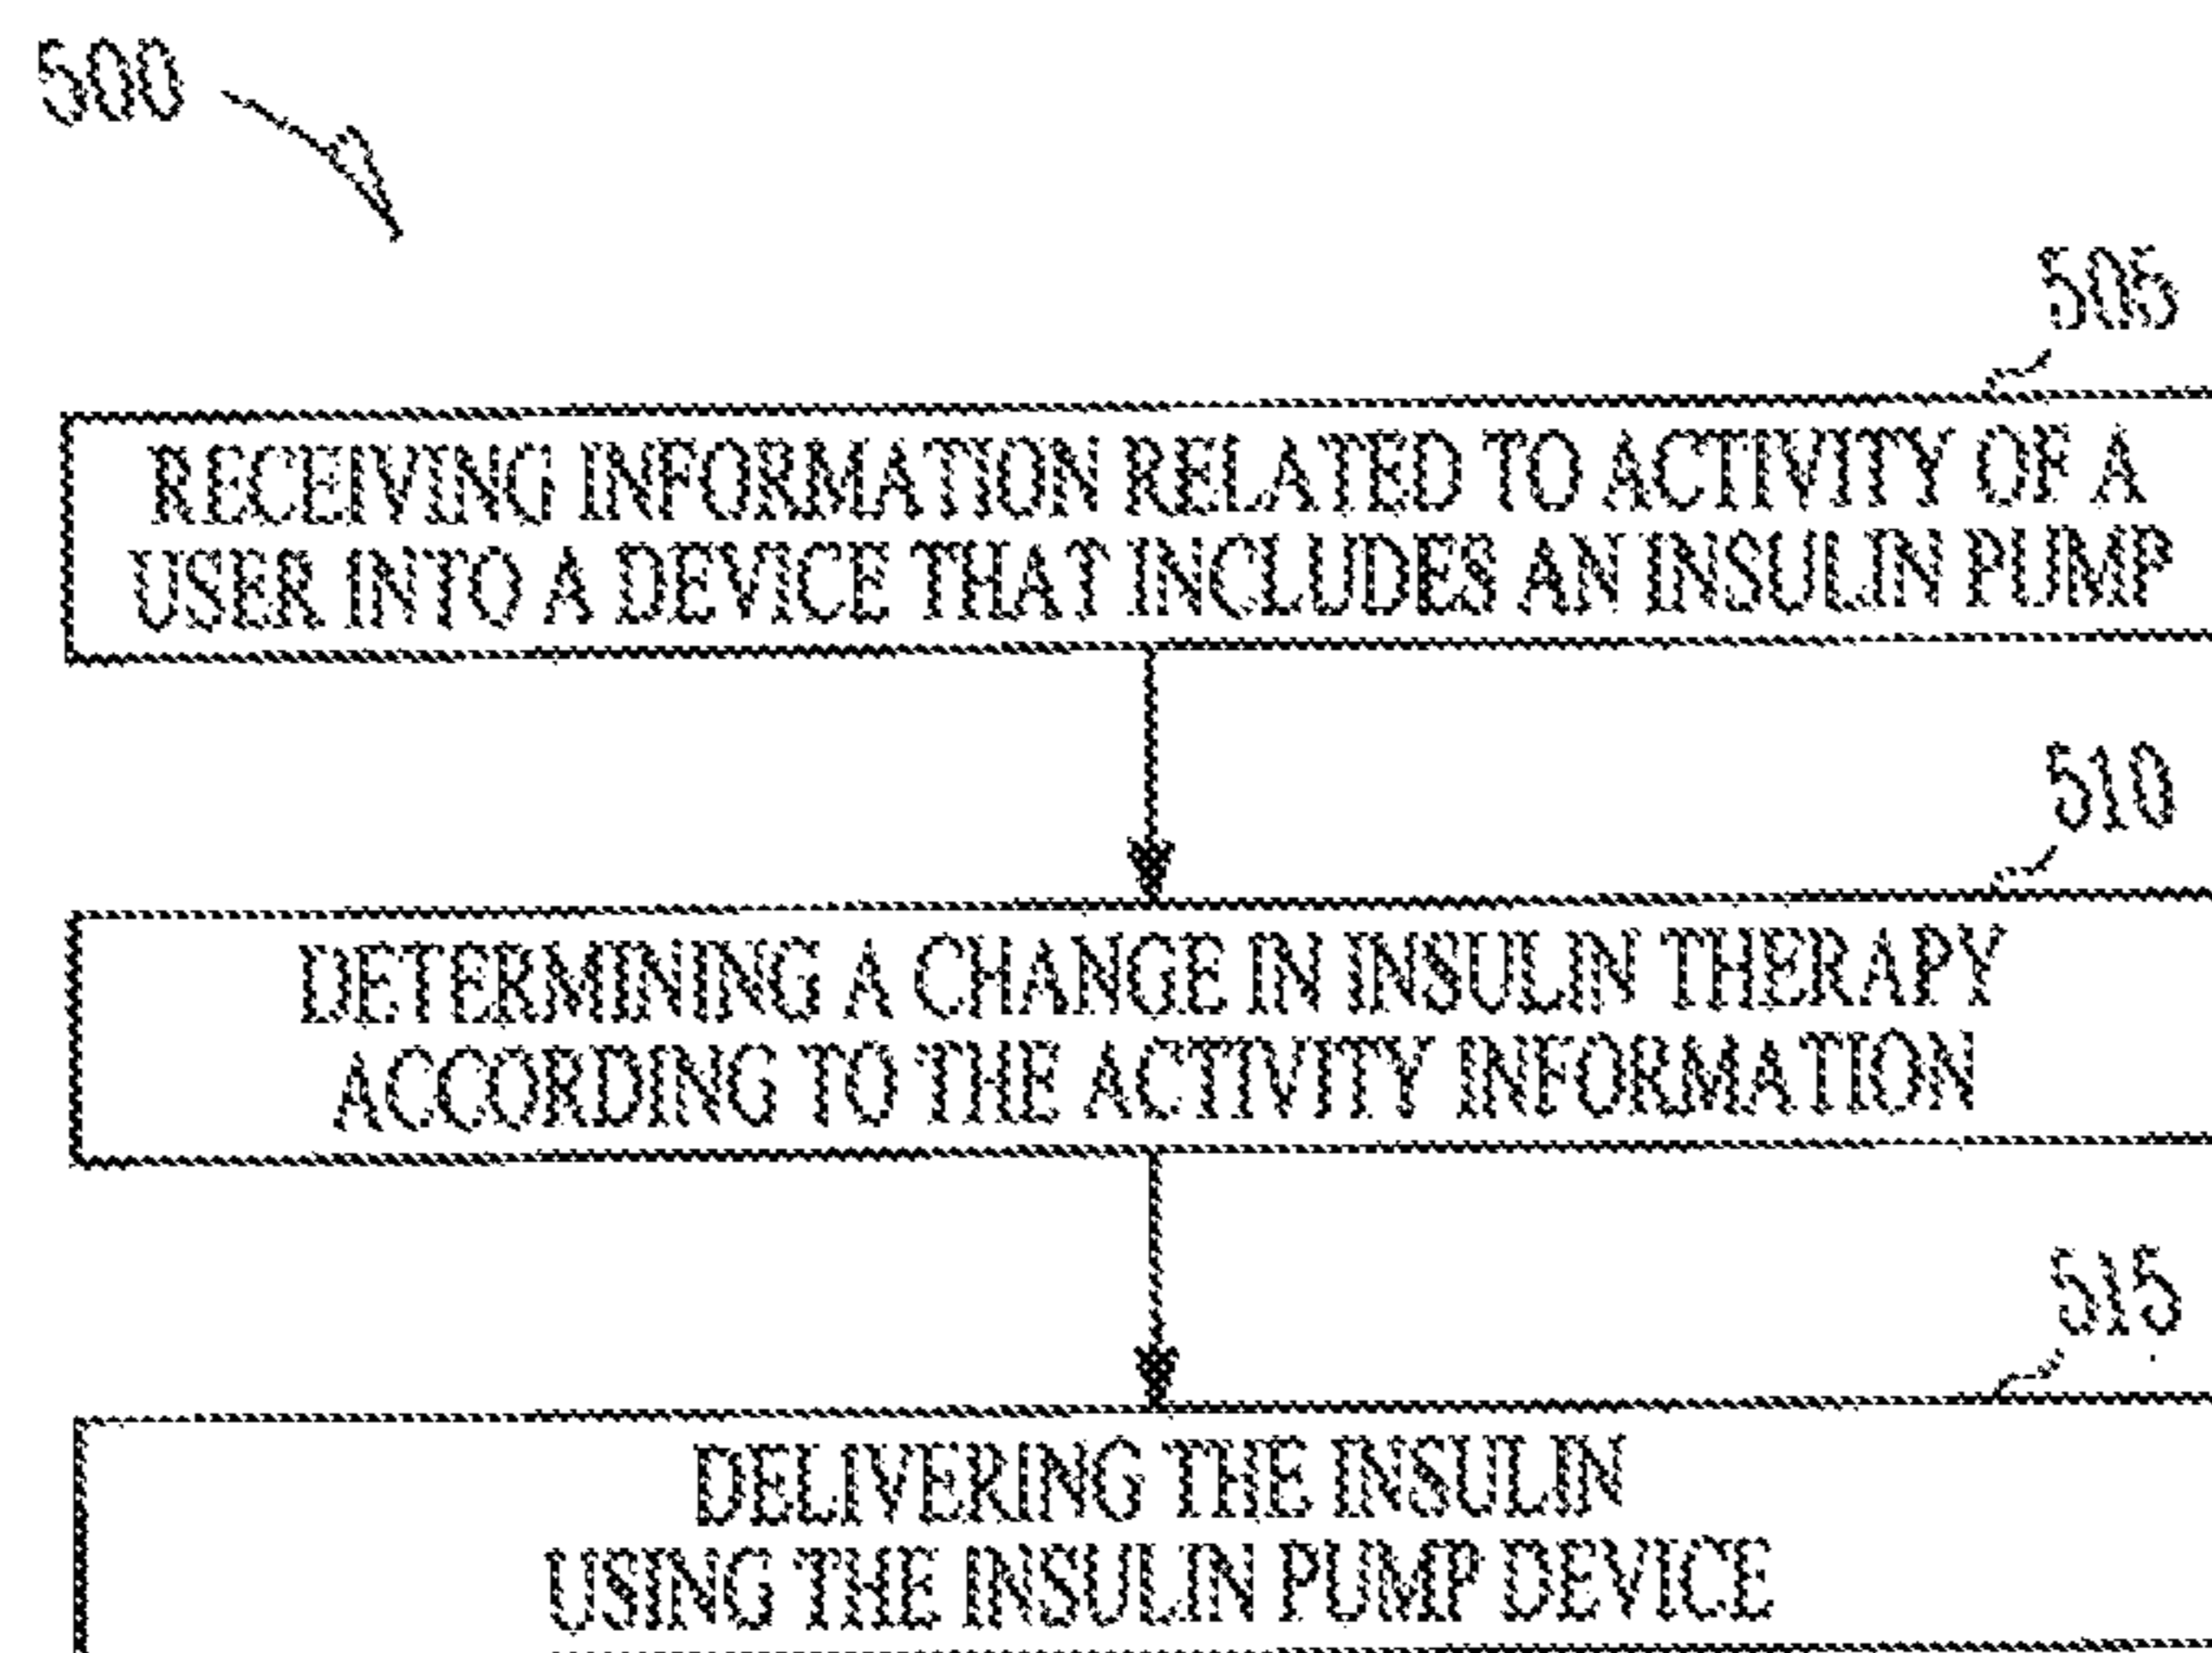 500
505
RECEIVING INFORMATION RELATED TO ACTIVITY OF A
USER INTO A DEVICE THAT INCLUDES AN INSULIN PUMP
510
DETERMINING A CHANGE IN INSULIN THERAPY
ACCORDING TO THE ACTIVITY INFORMATION
515
DELIVERING THE INSULIN
USING THE INSULIN PUMP DEVICE